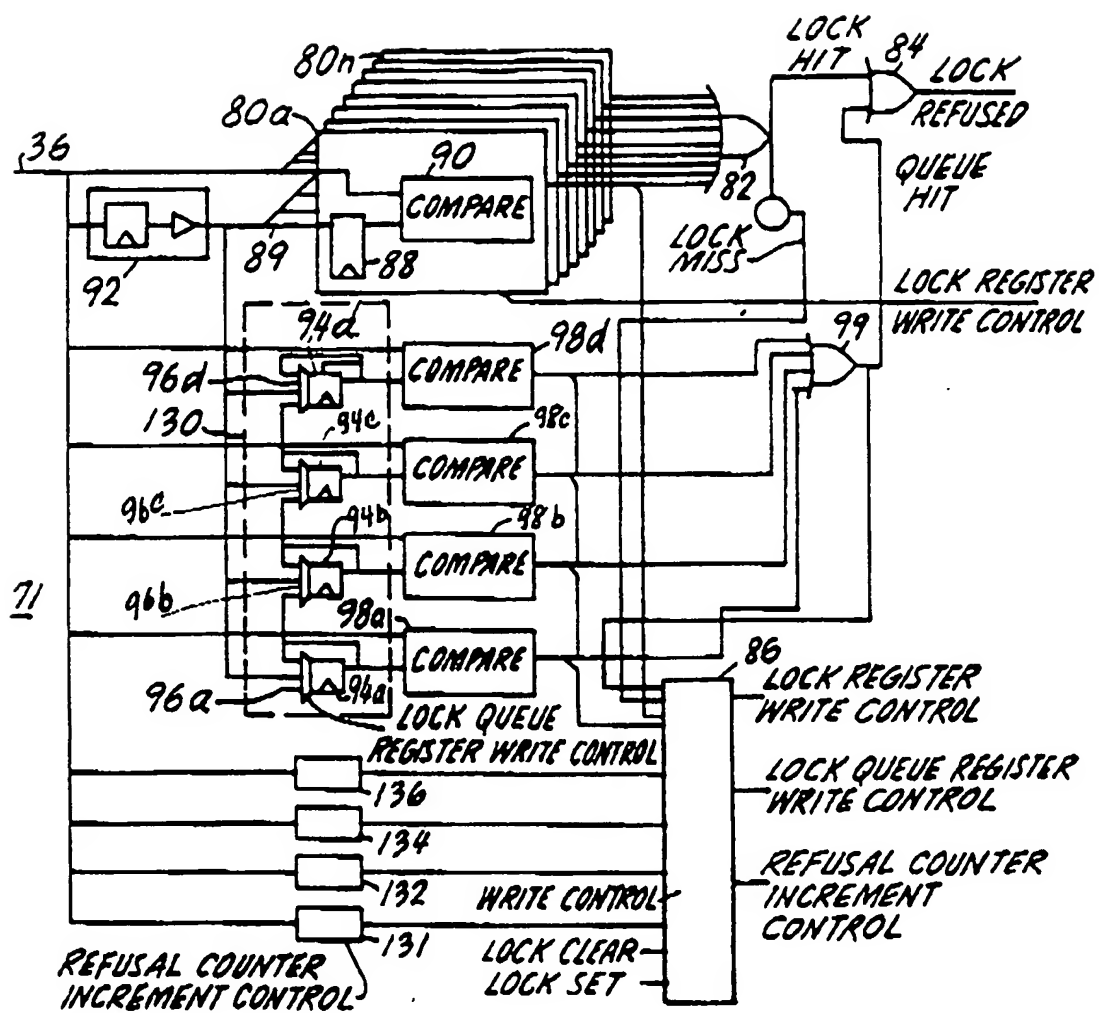 80n
LOCK
HIT
84
LOCK
REFUSED
80a
36
90
COMPARE
82
QUEUE
HIT
92
89
88
LOCK
MISS
LOCK REGISTER
WRITE CONTROL
94d
99
96d
COMPARE
98d
130
94c
COMPARE
98c
96c
94b
COMPARE
98b
71
96b
98a
COMPARE
86
96a
94a
LOCK REGISTER
WRITE CONTROL
LOCK QUEUE
REGISTER WRITE CONTROL
136
LOCK QUEUE REGISTER
WRITE CONTROL
134
132
WRITE CONTROL
REFUSAL COUNTER
INCREMENT
CONTROL
131
REFUSAL COUNTER
INCREMENT CONTROL
LOCK CLEAR
LOCK SET